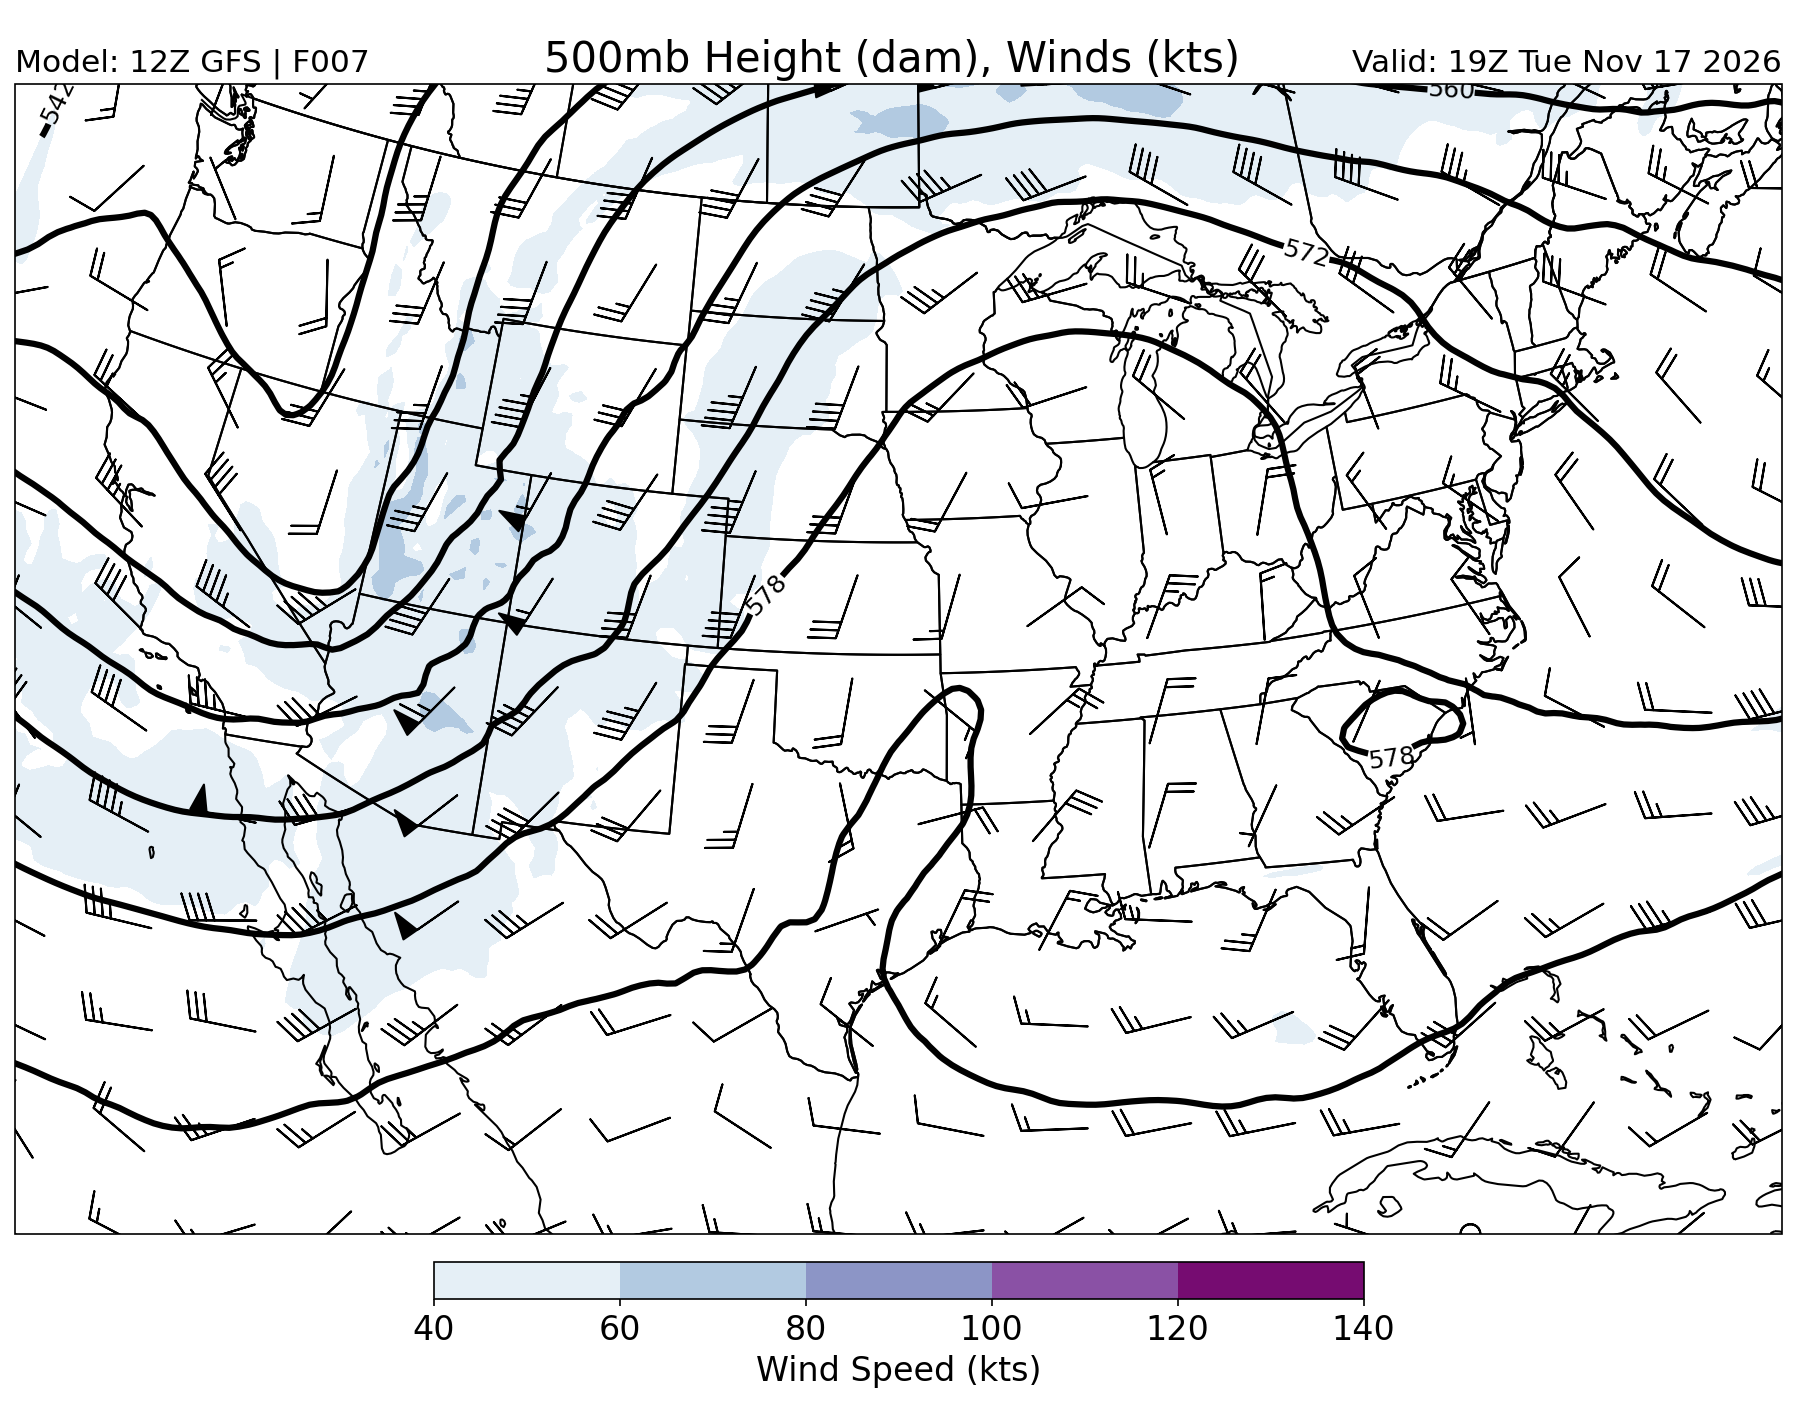 Model: 12Z GFS | F007
500mb Height (dam), Winds (kts)
Valid: 19Z Tue Nov 17 2026
542
560
572
578
578
40 60 80 100 120 140
Wind Speed (kts)